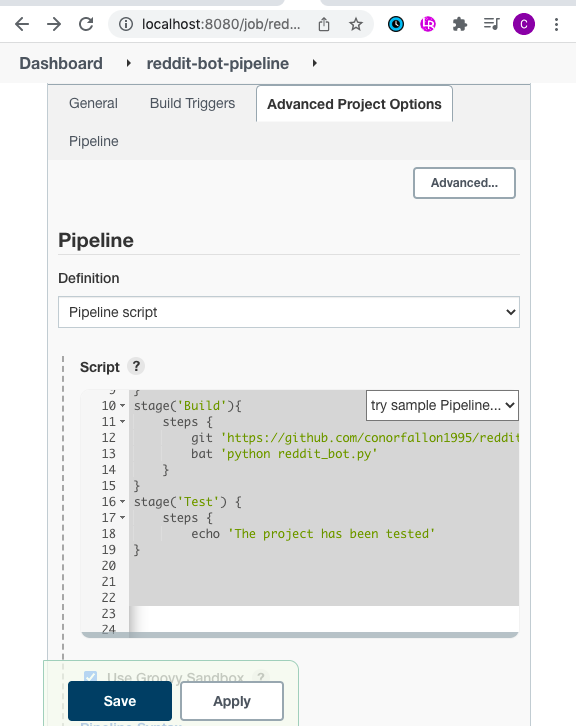 localhost:8080/job/red...
C
Dashboard
reddit-bot-pipeline
General
Build Triggers
Advanced Project Options
Pipeline
Advanced...
Pipeline
Definition
Pipeline script
Script ?
try sample Pipeline...
9 }
10 stage('Build'){
11 steps {
12 git 'https://github.com/conorfallon1995/reddit
13 bat 'python reddit_bot.py'
14 }
15 }
16 stage('Test') {
17 steps {
18 echo 'The project has been tested'
19 }
20
21
22
23
24
Use Groovy Sandbox ?
Save
Apply
Pipeline Syntax